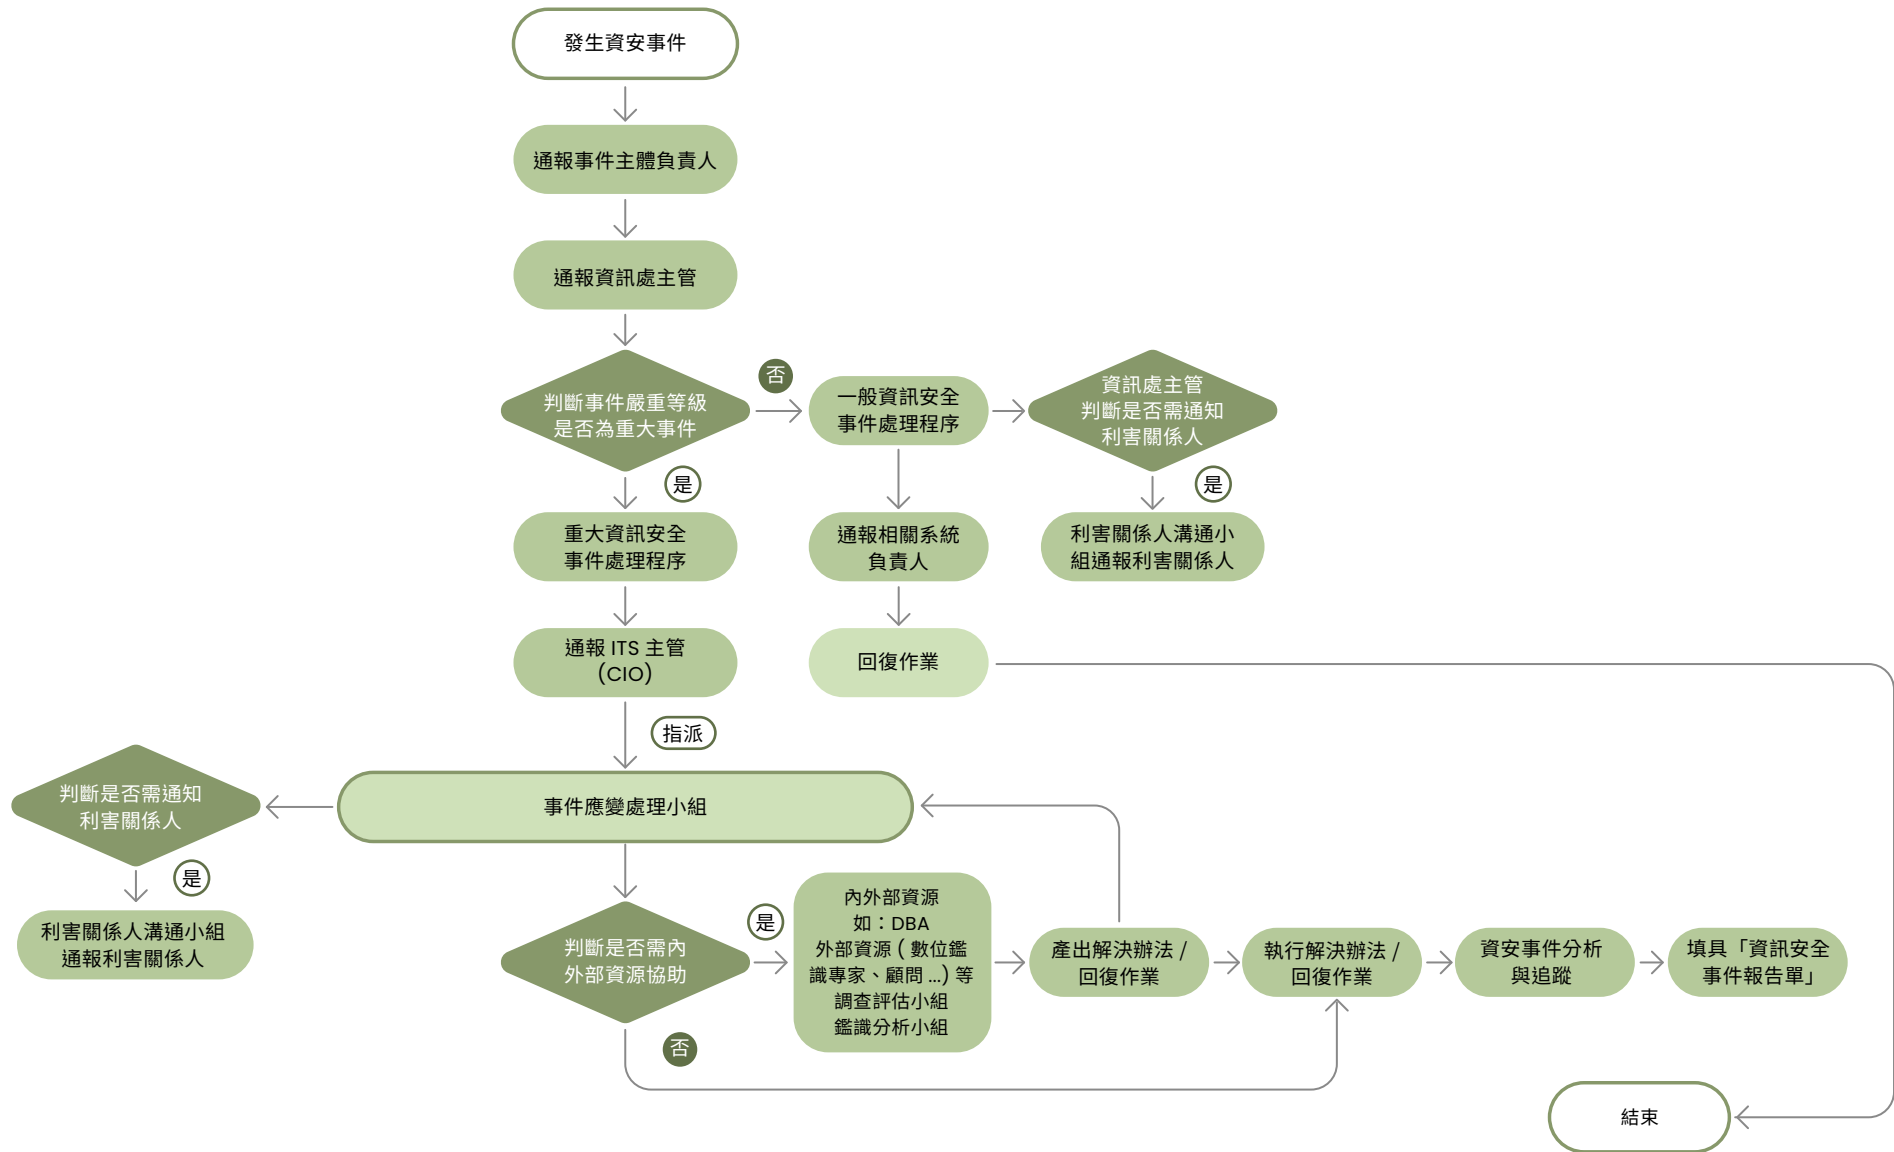 發生資安事件
通報事件主體負責人
通報資訊處主管
判斷事件嚴重等級
是否為重大事件
否
一般資訊安全
事件處理程序
資訊處主管
判斷是否需通知
利害關係人
是
是
重大資訊安全
事件處理程序
通報相關系統
負責人
利害關係人溝通小
組通報利害關係人
通報 ITS 主管
(CIO)
回復作業
指派
事件應變處理小組
判斷是否需通知
利害關係人
是
利害關係人溝通小組
通報利害關係人
判斷是否需內
外部資源協助
是
否
內外部資源
如：DBA
外部資源 ( 數位鑑
識專家、顧問 ...) 等
調查評估小組
鑑識分析小組
產出解決辦法 /
回復作業
執行解決辦法 /
回復作業
資安事件分析
與追蹤
填具「資訊安全
事件報告單」
結束